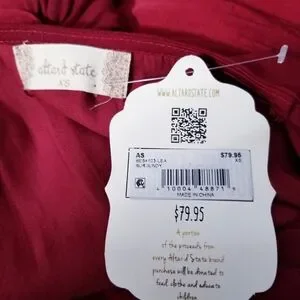 altar'd state
XS
WWW.ALTARDSTATE.COM
AS
$79.95
XS
BURGUNDY
MADE IN CHINA
$79.95
A portion
of the proceeds from
every Altar'd State brand
purchase will be donated to
feed, clothe and educate
children